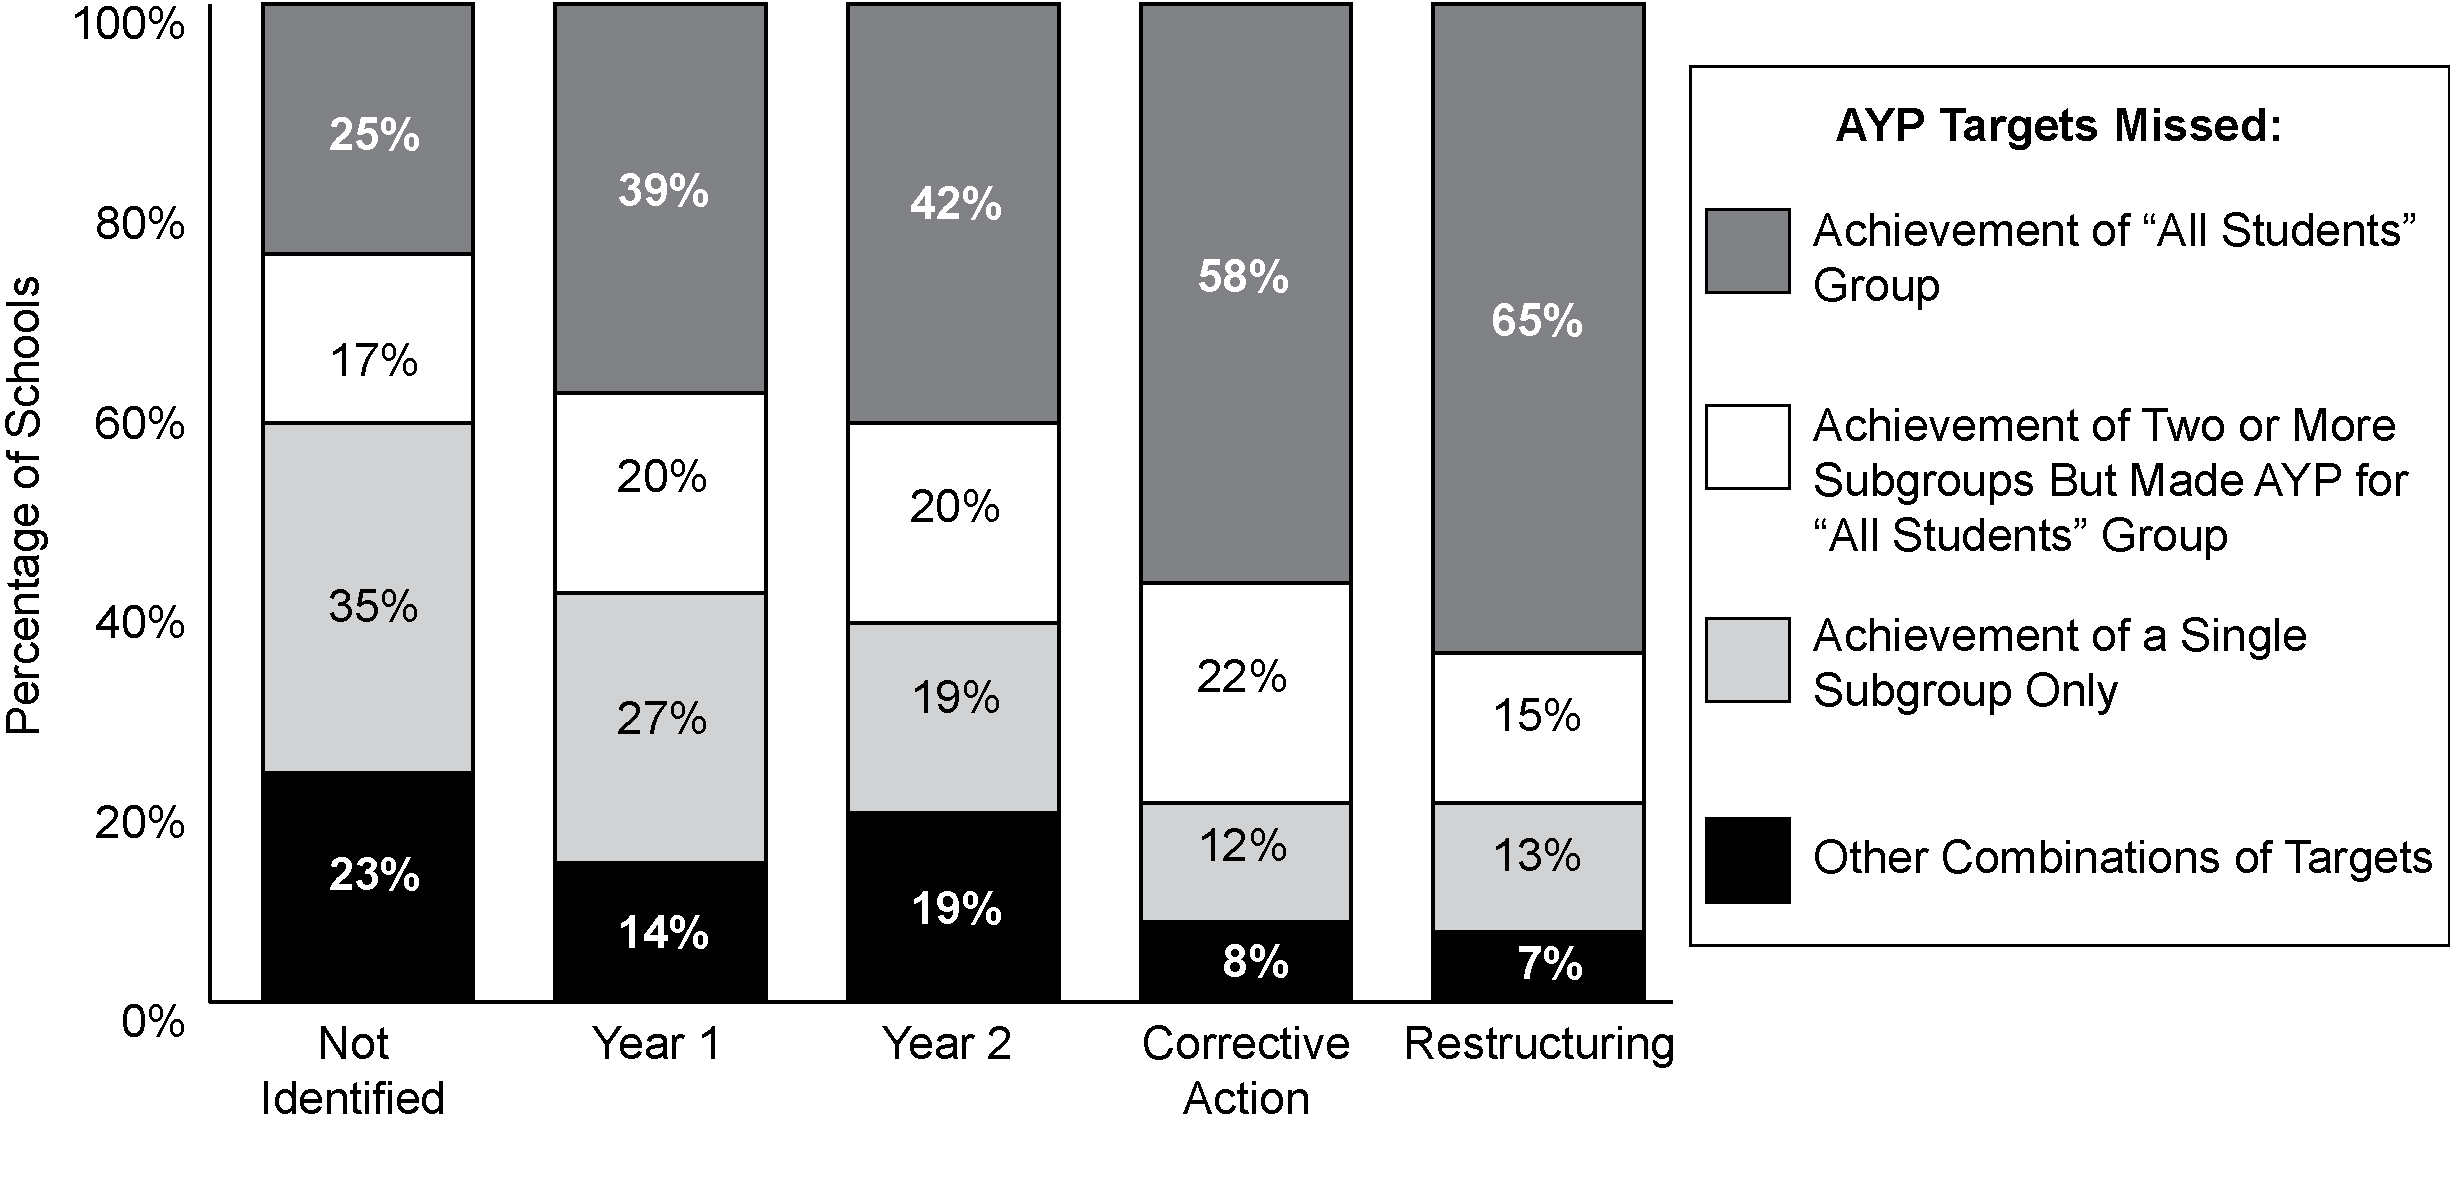 100%
80%
60%
40%
20%
0%
Percentage of Schools
25%
17%
35%
23%
39%
20%
27%
14%
42%
20%
19%
19%
58%
22%
12%
8%
65%
15%
13%
7%
Not
Identified
Year 1
Year 2
Corrective
Action
Restructuring
AYP Targets Missed:
Achievement of “All Students”
Group
Achievement of Two or More
Subgroups But Made AYP for
“All Students” Group
Achievement of a Single
Subgroup Only
Other Combinations of Targets